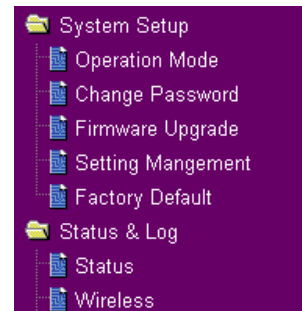 System Setup
Operation Mode
Change Password
Firmware Upgrade
Setting Mangement
Factory Default
Status & Log
Status
Wireless